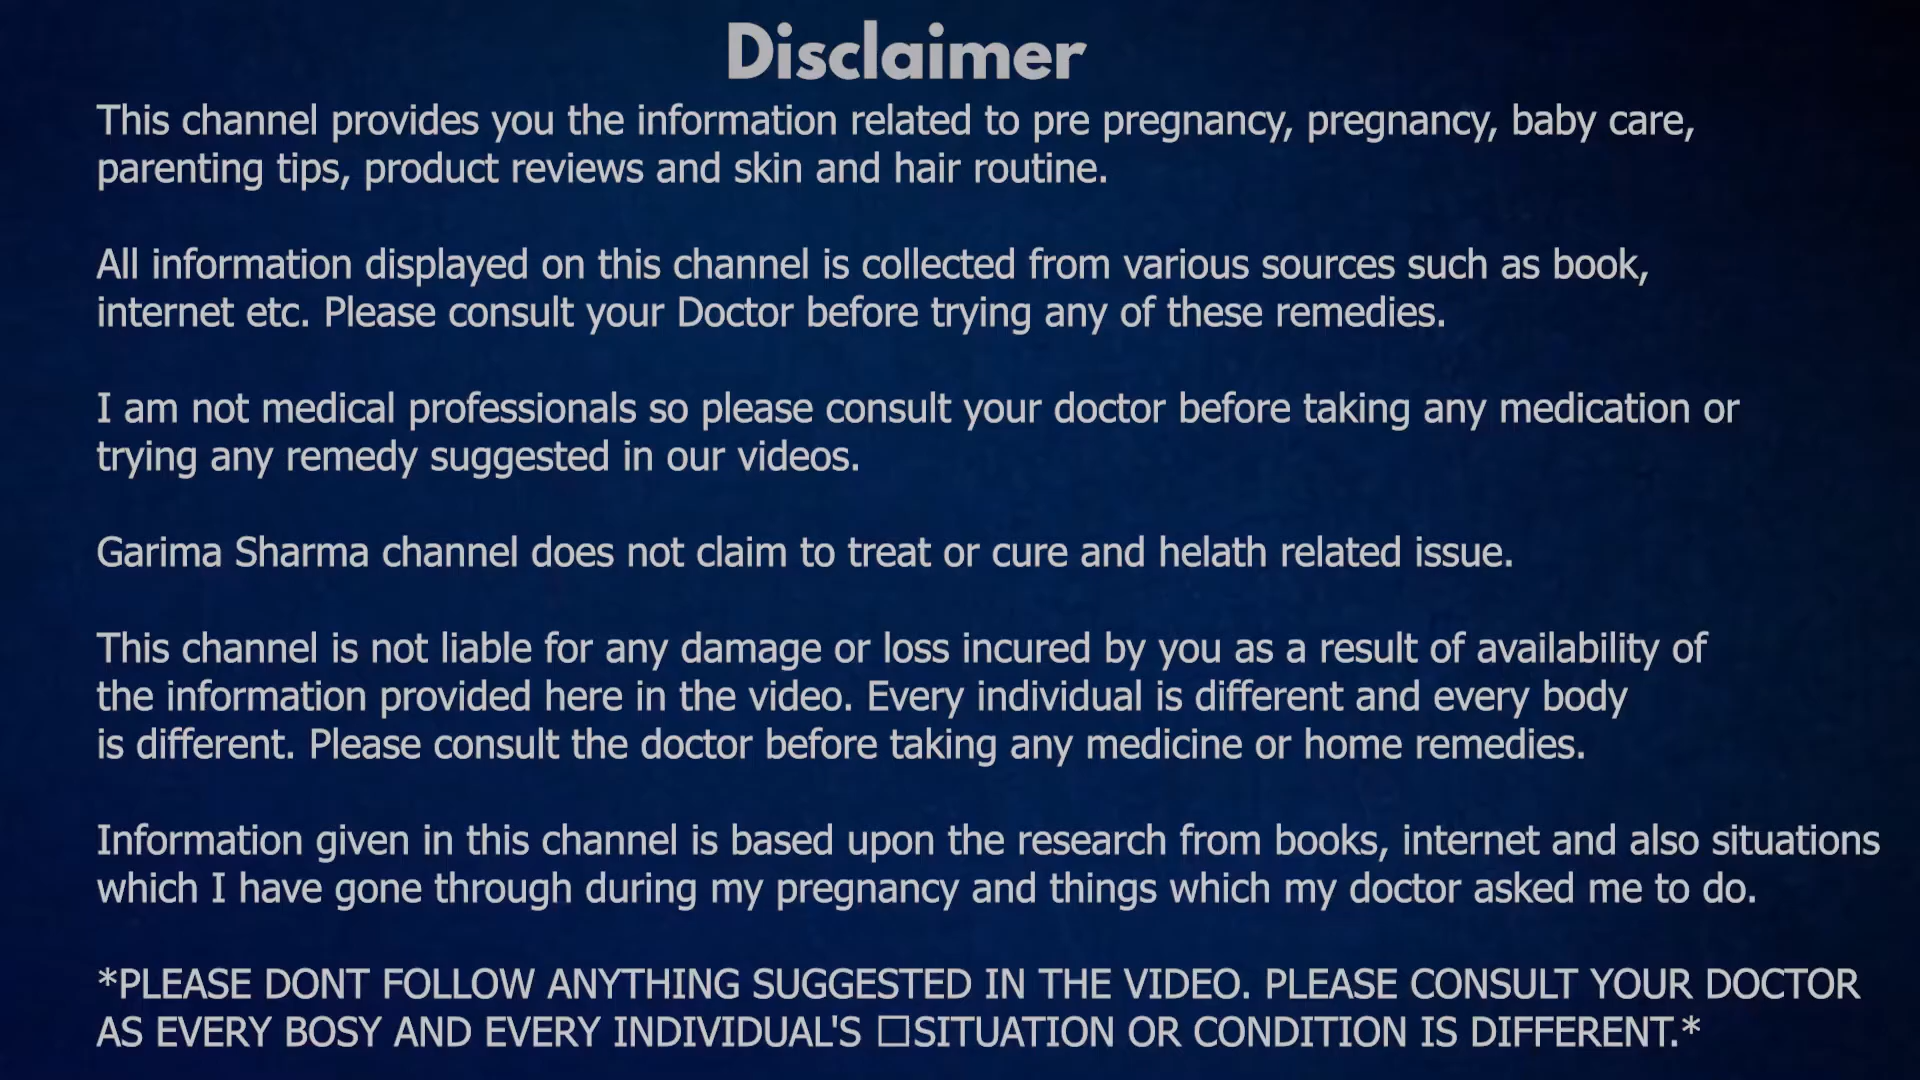 Disclaimer
This channel provides you the information related to pre pregnancy, pregnancy, baby care,
parenting tips, product reviews and skin and hair routine.
All information displayed on this channel is collected from various sources such as book,
internet etc. Please consult your Doctor before trying any of these remedies.
I am not medical professionals so please consult your doctor before taking any medication or
trying any remedy suggested in our videos.
Garima Sharma channel does not claim to treat or cure and helath related issue.
This channel is not liable for any damage or loss incured by you as a result of availability of
the information provided here in the video. Every individual is different and every body
is different. Please consult the doctor before taking any medicine or home remedies.
Information given in this channel is based upon the research from books, internet and also situations
which I have gone through during my pregnancy and things which my doctor asked me to do.
*PLEASE DONT FOLLOW ANYTHING SUGGESTED IN THE VIDEO. PLEASE CONSULT YOUR DOCTOR
AS EVERY BOSY AND EVERY INDIVIDUAL'S □SITUATION OR CONDITION IS DIFFERENT.*